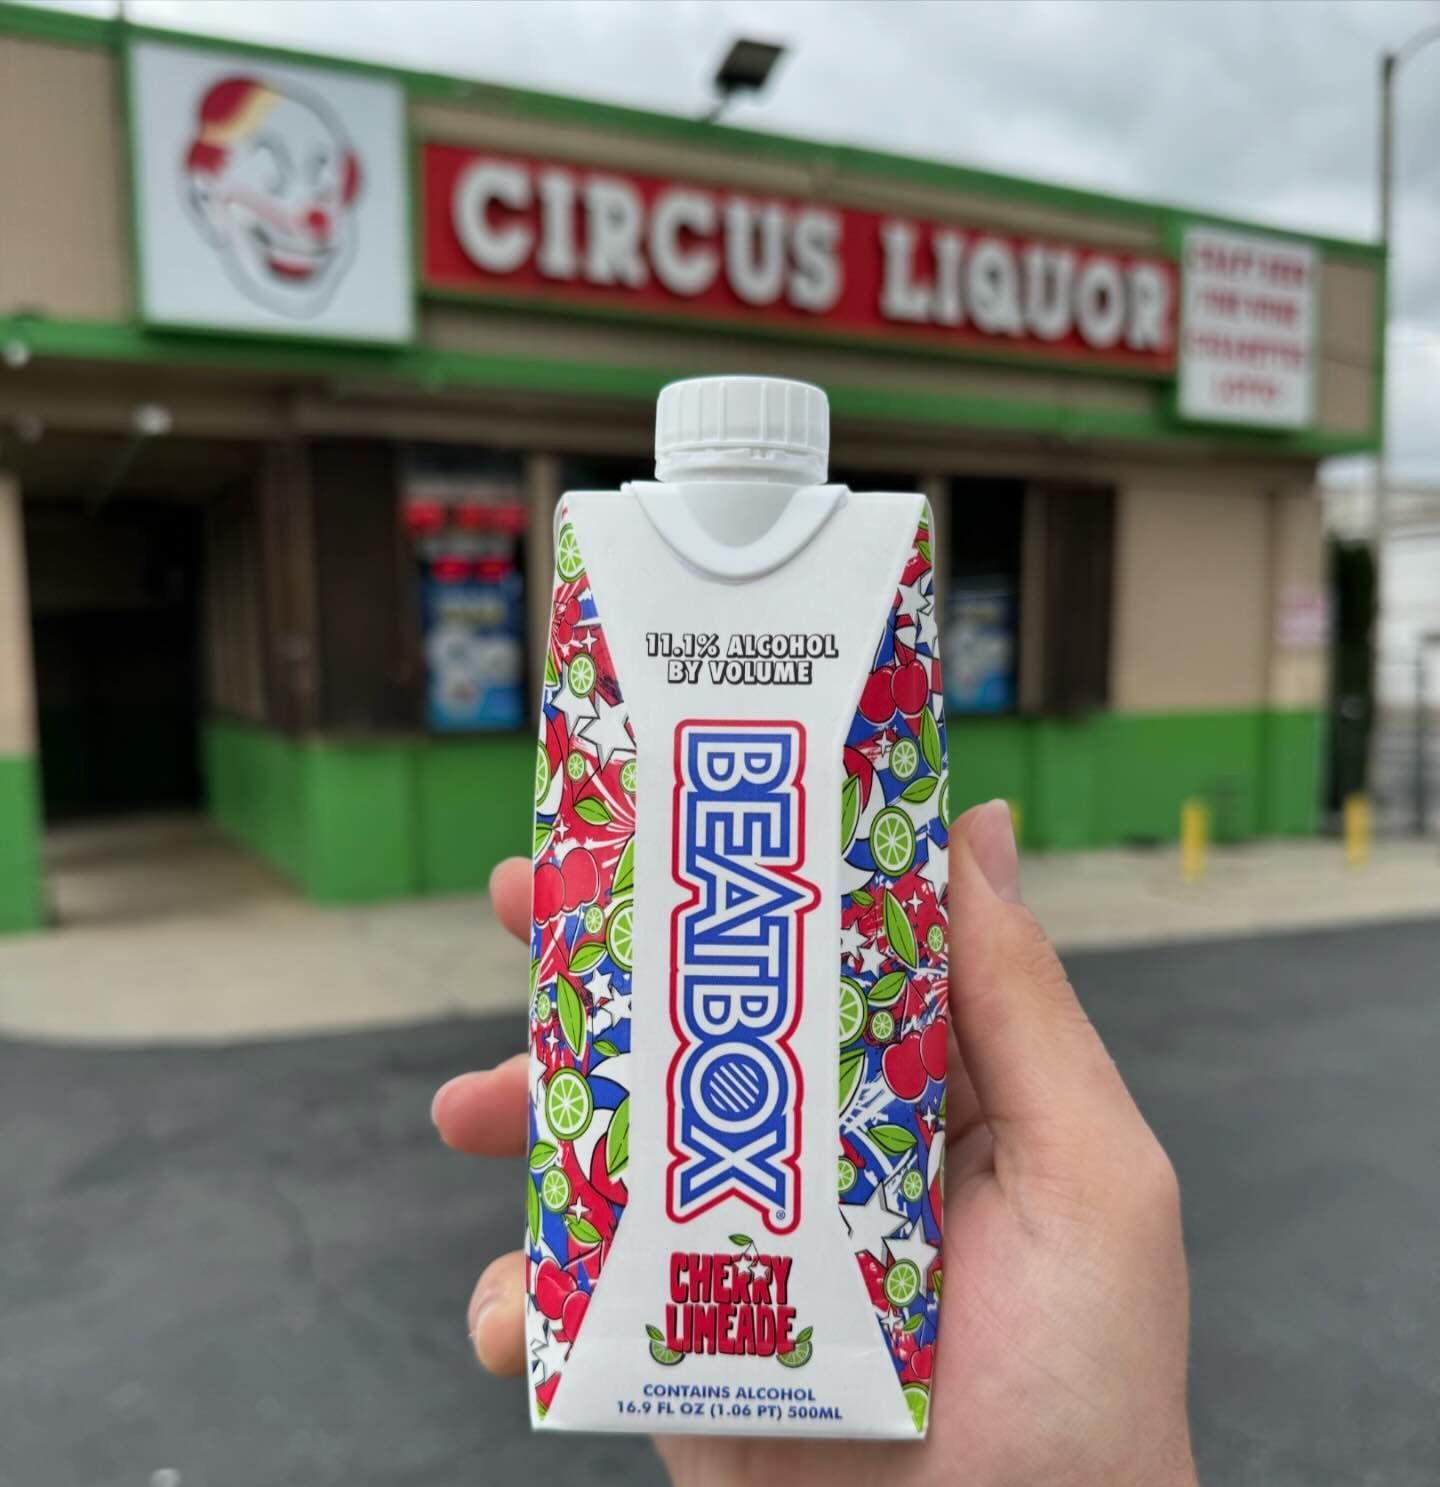 CIRCUS LIQUOR
11.1% ALCOHOL
BY VOLUME
BEATBOX®
CHERRY
LIMEADE
CONTAINS ALCOHOL
16.9 FL OZ (1.06 PT) 500ML